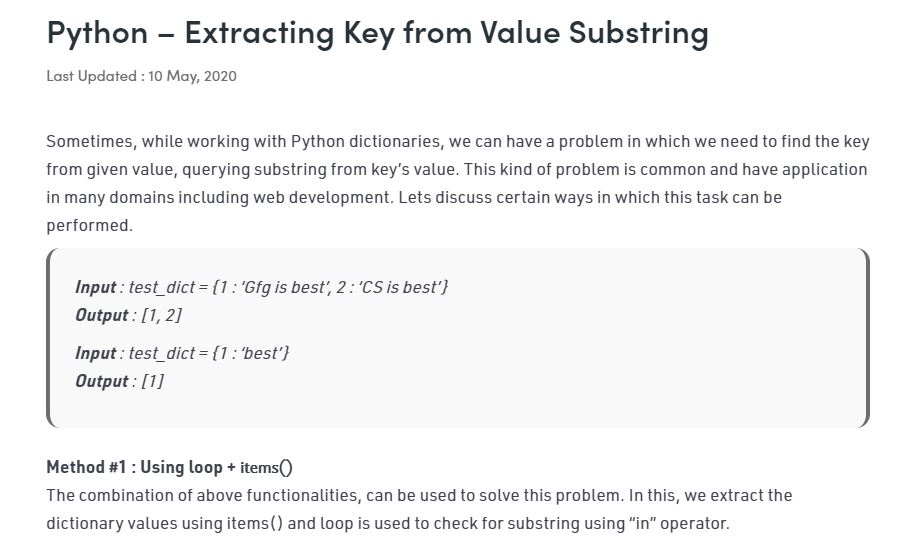 Python – Extracting Key from Value Substring
Last Updated : 10 May, 2020
Sometimes, while working with Python dictionaries, we can have a problem in which we need to find the key
from given value, querying substring from key’s value. This kind of problem is common and have application
in many domains including web development. Lets discuss certain ways in which this task can be
performed.
Input : test_dict = {1 : ‘Gfg is best’, 2 : ‘CS is best’}
Output : [1, 2]
Input : test_dict = {1 : ‘best’}
Output : [1]
Method #1 : Using loop + items()
The combination of above functionalities, can be used to solve this problem. In this, we extract the
dictionary values using items() and loop is used to check for substring using “in” operator.